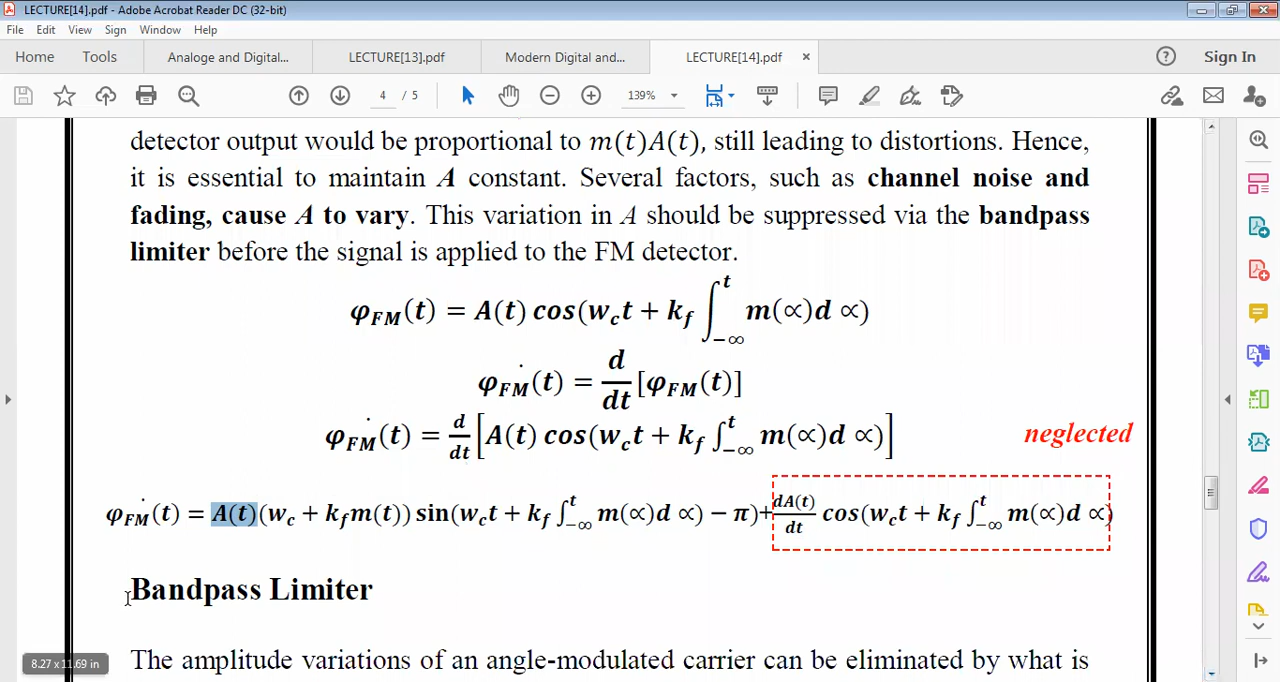 LECTURE[14].pdf - Adobe Acrobat Reader DC (32-bit)
File Edit View Sign Window Help
Home Tools Analoge and Digital... LECTURE[13].pdf Modern Digital and... LECTURE[14].pdf × Sign In
4 / 5 139%
detector output would be proportional to m(t)A(t), still leading to distortions. Hence,
it is essential to maintain A constant. Several factors, such as channel noise and
fading, cause A to vary. This variation in A should be suppressed via the bandpass
limiter before the signal is applied to the FM detector.
φ_FM(t) = A(t) cos(w_c t + k_f ∫_{-∞}^{t} m(∝)d ∝)
φ̇_FM(t) = d/dt [φ_FM(t)]
φ̇_FM(t) = d/dt [A(t) cos(w_c t + k_f ∫_{-∞}^{t} m(∝)d ∝)]
neglected
φ̇_FM(t) = A(t)(w_c + k_f m(t)) sin(w_c t + k_f ∫_{-∞}^{t} m(∝)d ∝) − π)+ dA(t)/dt cos(w_c t + k_f ∫_{-∞}^{t} m(∝)d ∝)
Bandpass Limiter
The amplitude variations of an angle-modulated carrier can be eliminated by what is
8.27 x 11.69 in